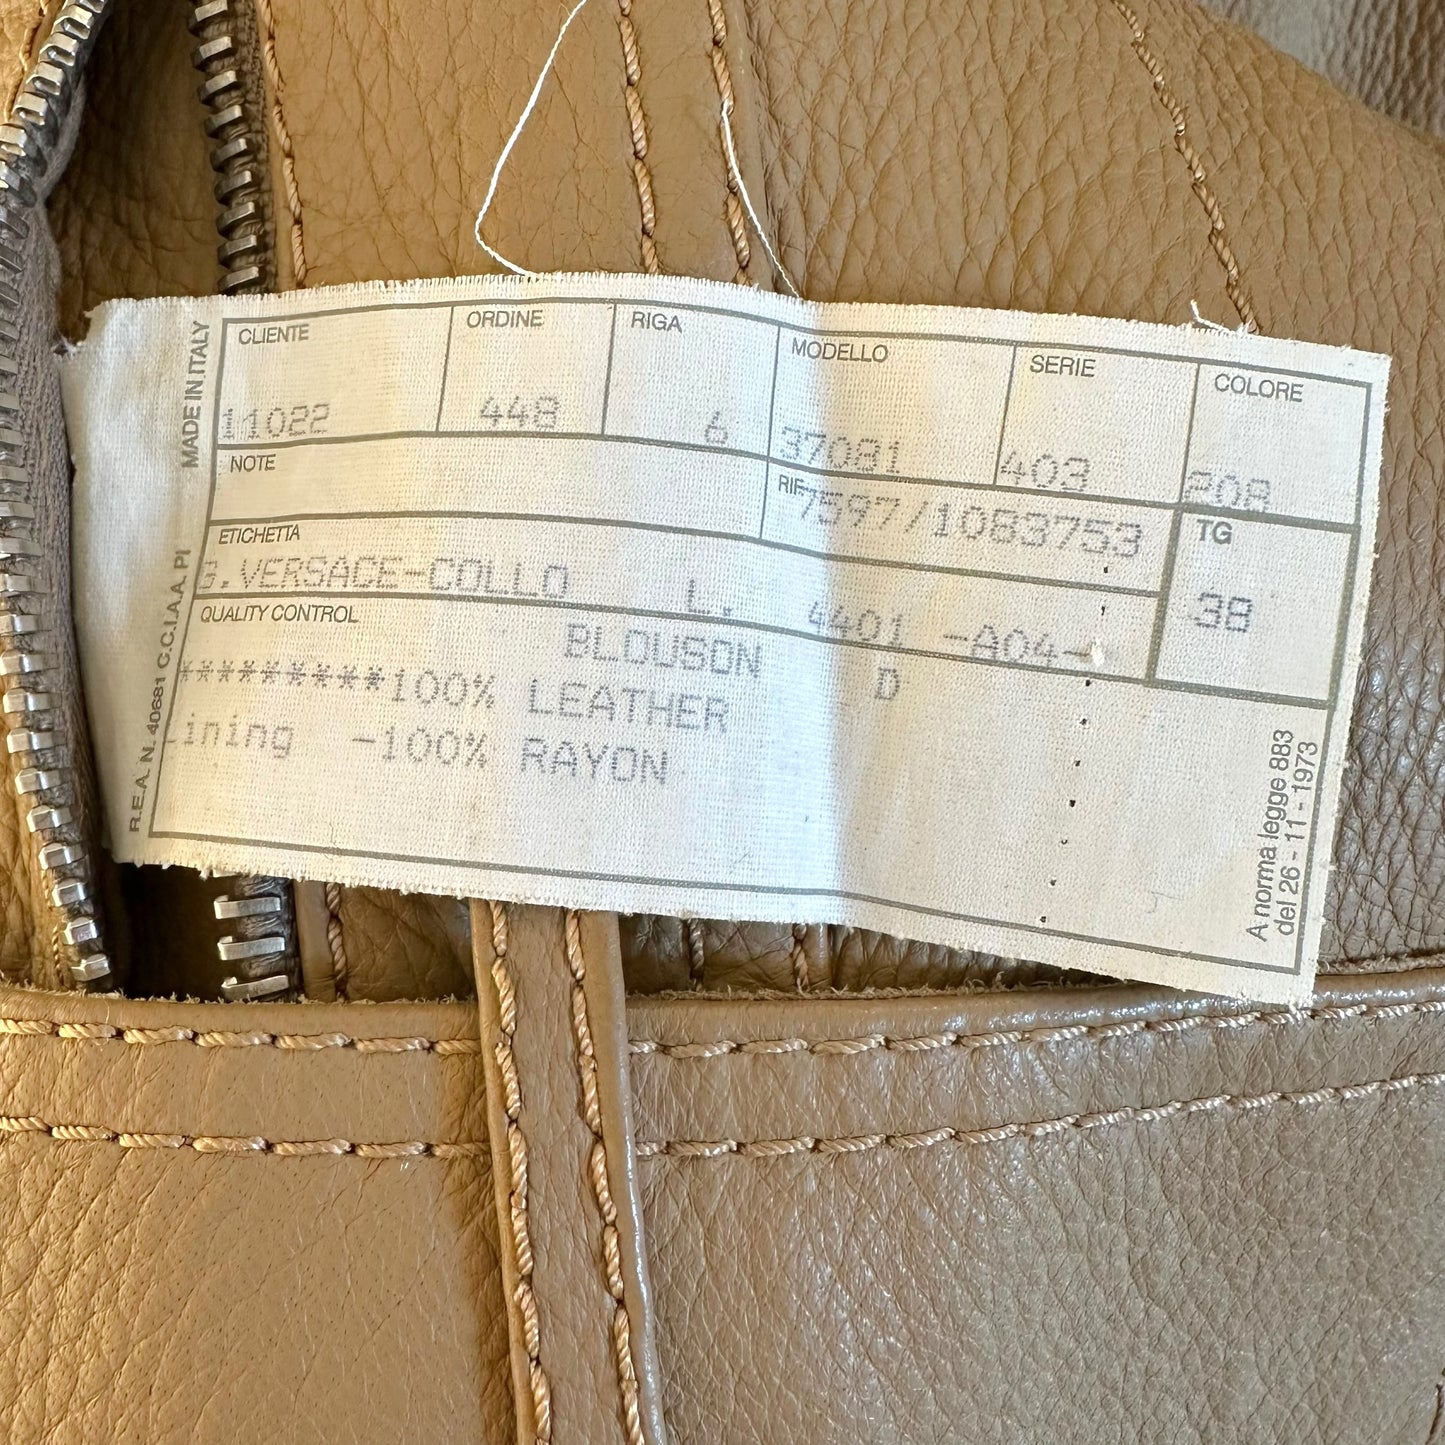 MADE IN ITALY
R.E.A. N. 40681 C.C.I.A.A. PI
CLIENTE ORDINE RIGA MODELLO SERIE COLORE
11022 448 6 37081 403 208
NOTE RIF 7597/1083753 TG
ETICHETTA 38
G.VERSACE-COLLO L. 4401 -A04-
QUALITY CONTROL
BLOUSON D
*********100% LEATHER
Lining -100% RAYON
A norma legge 883
del 26 - 11 - 1973